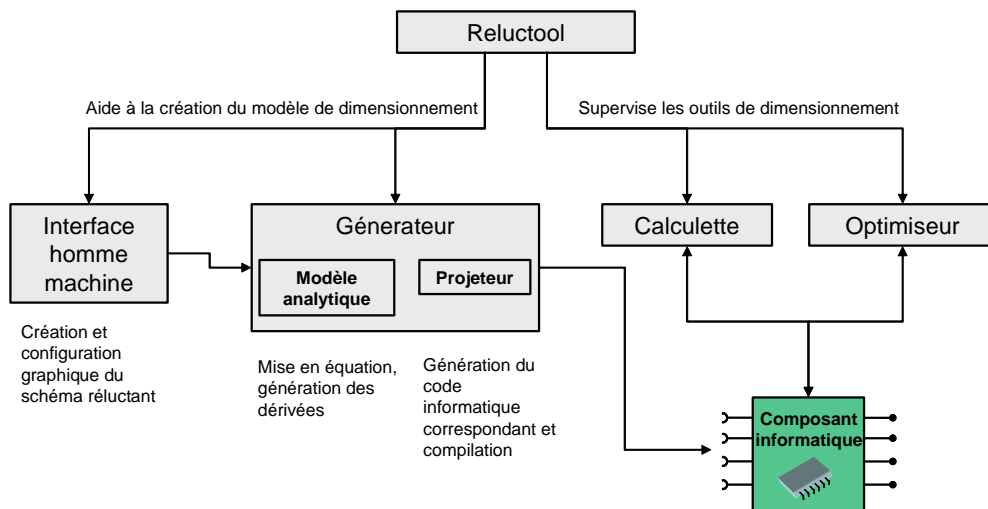 Reluctool
Aide à la création du modèle de dimensionnement
Supervise les outils de dimensionnement
Interface
homme
machine
Génerateur
Modèle
analytique
Projeteur
Calculette
Optimiseur
Création et
configuration
graphique du
schéma réluctant
Mise en équation,
génération des
dérivées
Génération du
code
informatique
correspondant et
compilation
Composant
informatique